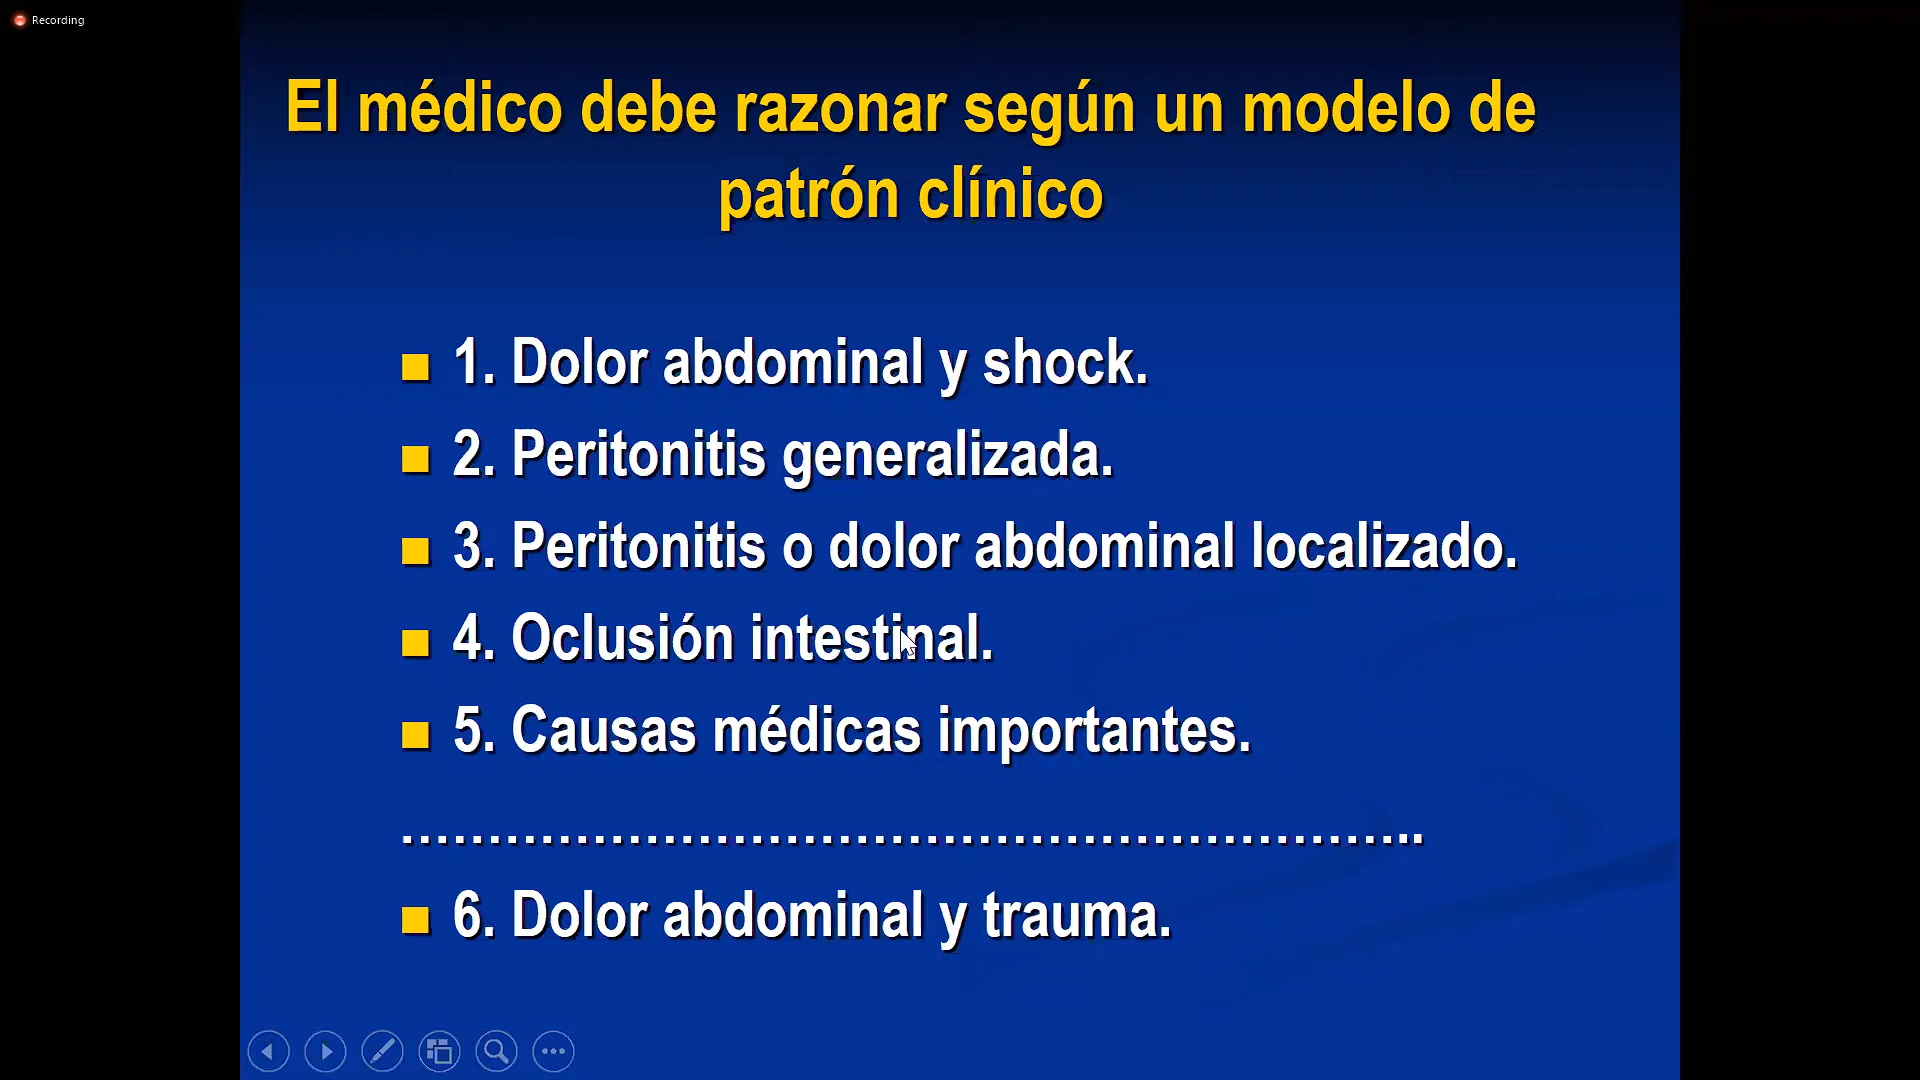 Recording
El médico debe razonar según un modelo de
patrón clínico
1. Dolor abdominal y shock.
2. Peritonitis generalizada.
3. Peritonitis o dolor abdominal localizado.
4. Oclusión intestinal.
5. Causas médicas importantes.
…………………………………………………..
6. Dolor abdominal y trauma.